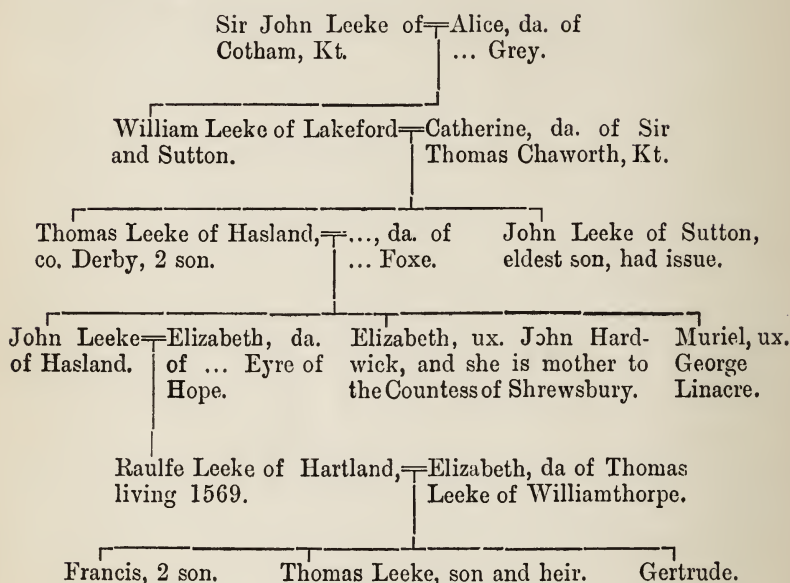 Sir John Leeke of=Alice, da. of
Cotham, Kt.
... Grey.
William Leeke of Lakeford=Catherine, da. of Sir
and Sutton.
Thomas Chaworth, Kt.
Thomas Leeke of Hasland,=..., da. of
co. Derby, 2 son.
... Foxe.
John Leeke of Sutton,
eldest son, had issue.
John Leeke=Elizabeth, da.
of Hasland.
of ... Eyre of
Hope.
Elizabeth, ux. John Hard-
wick, and she is mother to
the Countess of Shrewsbury.
Muriel, ux.
George
Linacre.
Raulfe Leeke of Hartland,=Elizabeth, da of Thomas
living 1569.
Leeke of Williamthorpe.
Francis, 2 son.
Thomas Leeke, son and heir.
Gertrude.